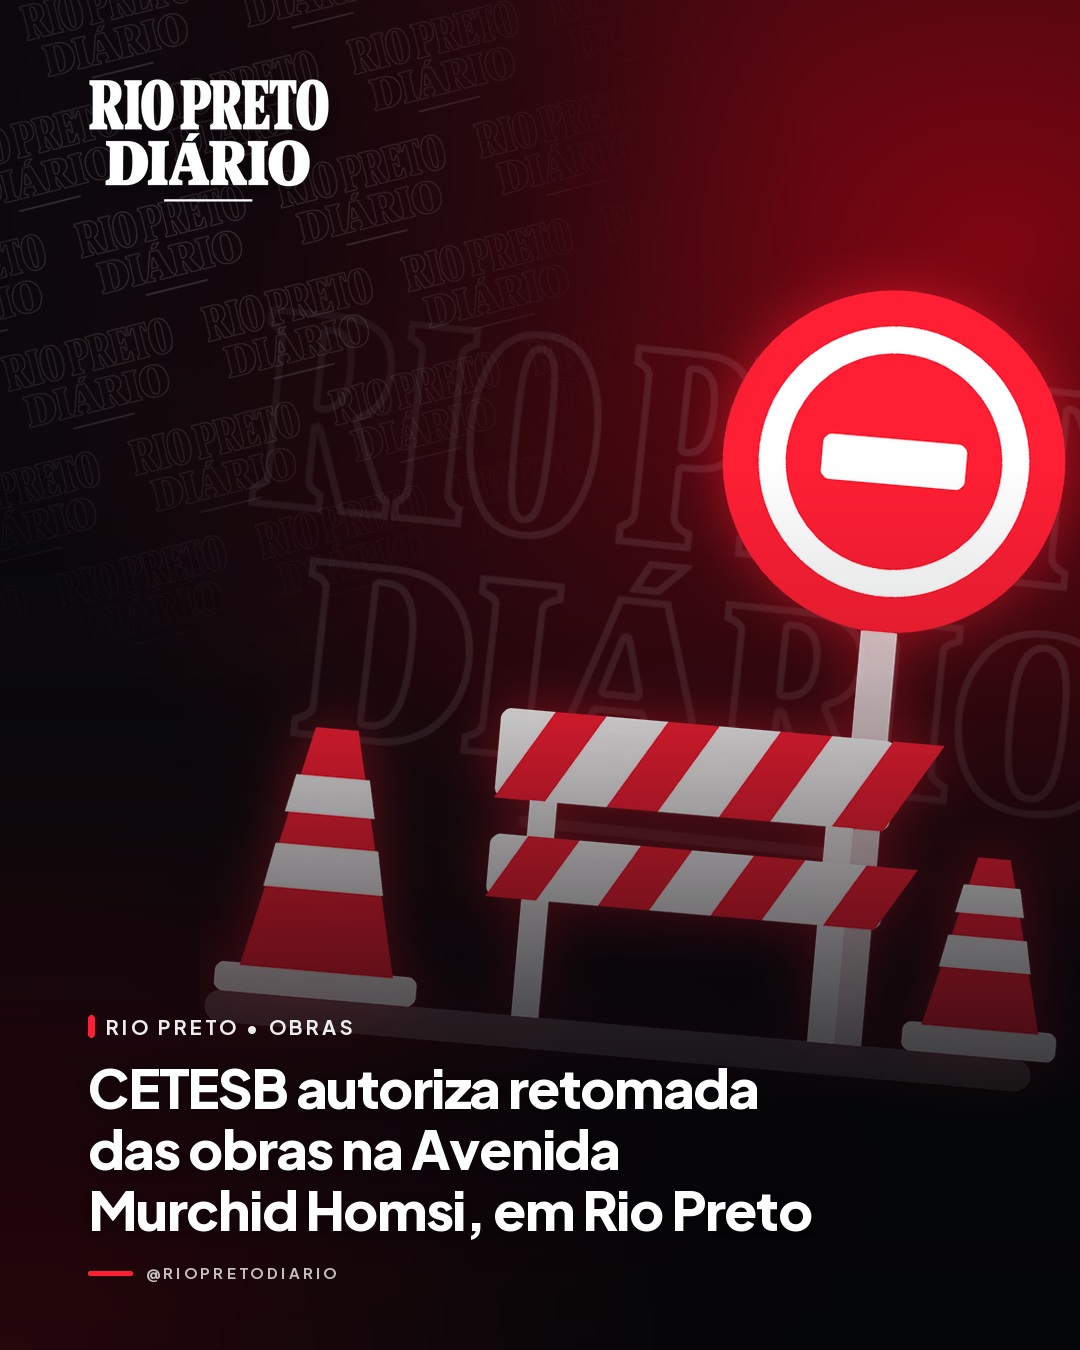 RIO PRETO
DIÁRIO
RIO PRETO • OBRAS
CETESB autoriza retomada
das obras na Avenida
Murchid Homsi, em Rio Preto
@RIOPRETODIARIO